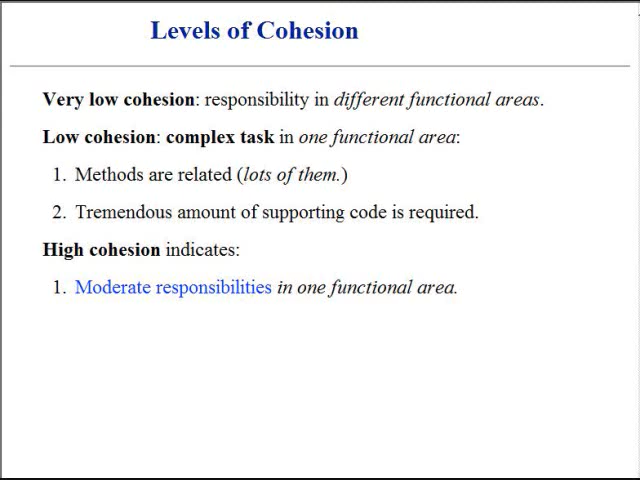 Levels of Cohesion
Very low cohesion: responsibility in different functional areas.
Low cohesion: complex task in one functional area:
1. Methods are related (lots of them.)
2. Tremendous amount of supporting code is required.
High cohesion indicates:
1. Moderate responsibilities in one functional area.